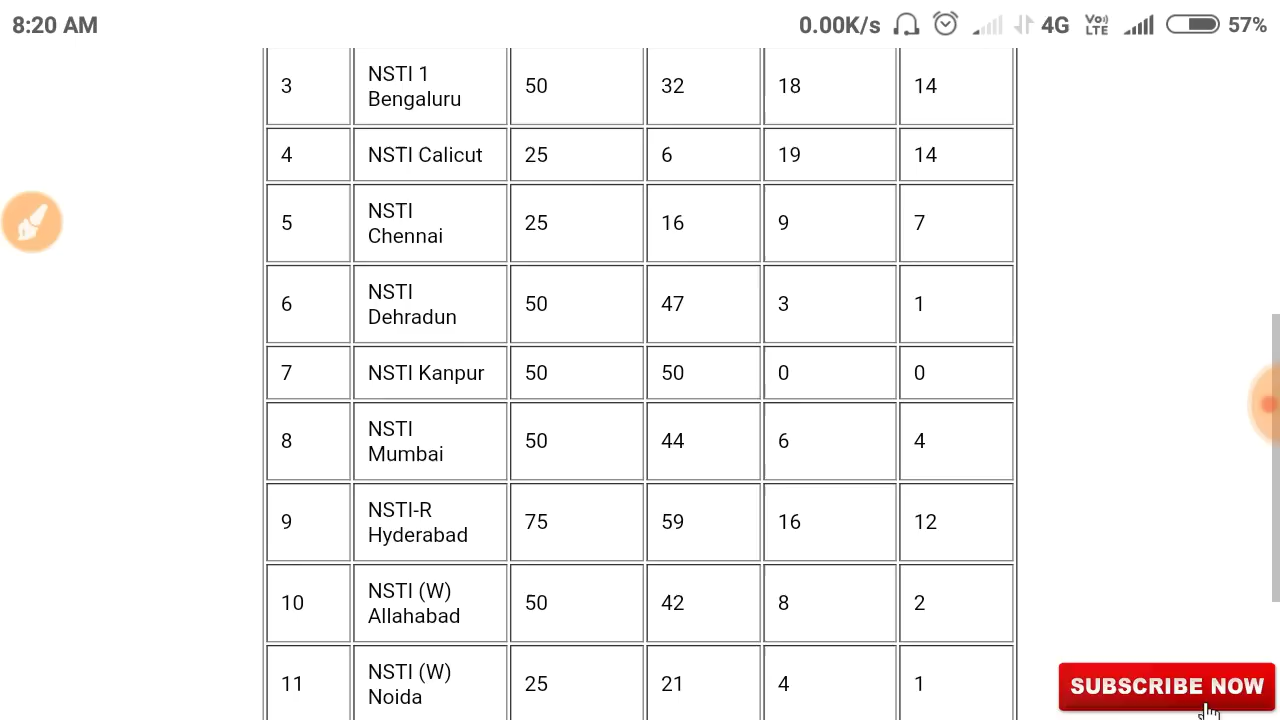 8:20 AM 0.00K/s 4G Vo) LTE 57%
3 NSTI 1 Bengaluru 50 32 18 14
4 NSTI Calicut 25 6 19 14
5 NSTI Chennai 25 16 9 7
6 NSTI Dehradun 50 47 3 1
7 NSTI Kanpur 50 50 0 0
8 NSTI Mumbai 50 44 6 4
9 NSTI-R Hyderabad 75 59 16 12
10 NSTI (W) Allahabad 50 42 8 2
11 NSTI (W) Noida 25 21 4 1
SUBSCRIBE NOW